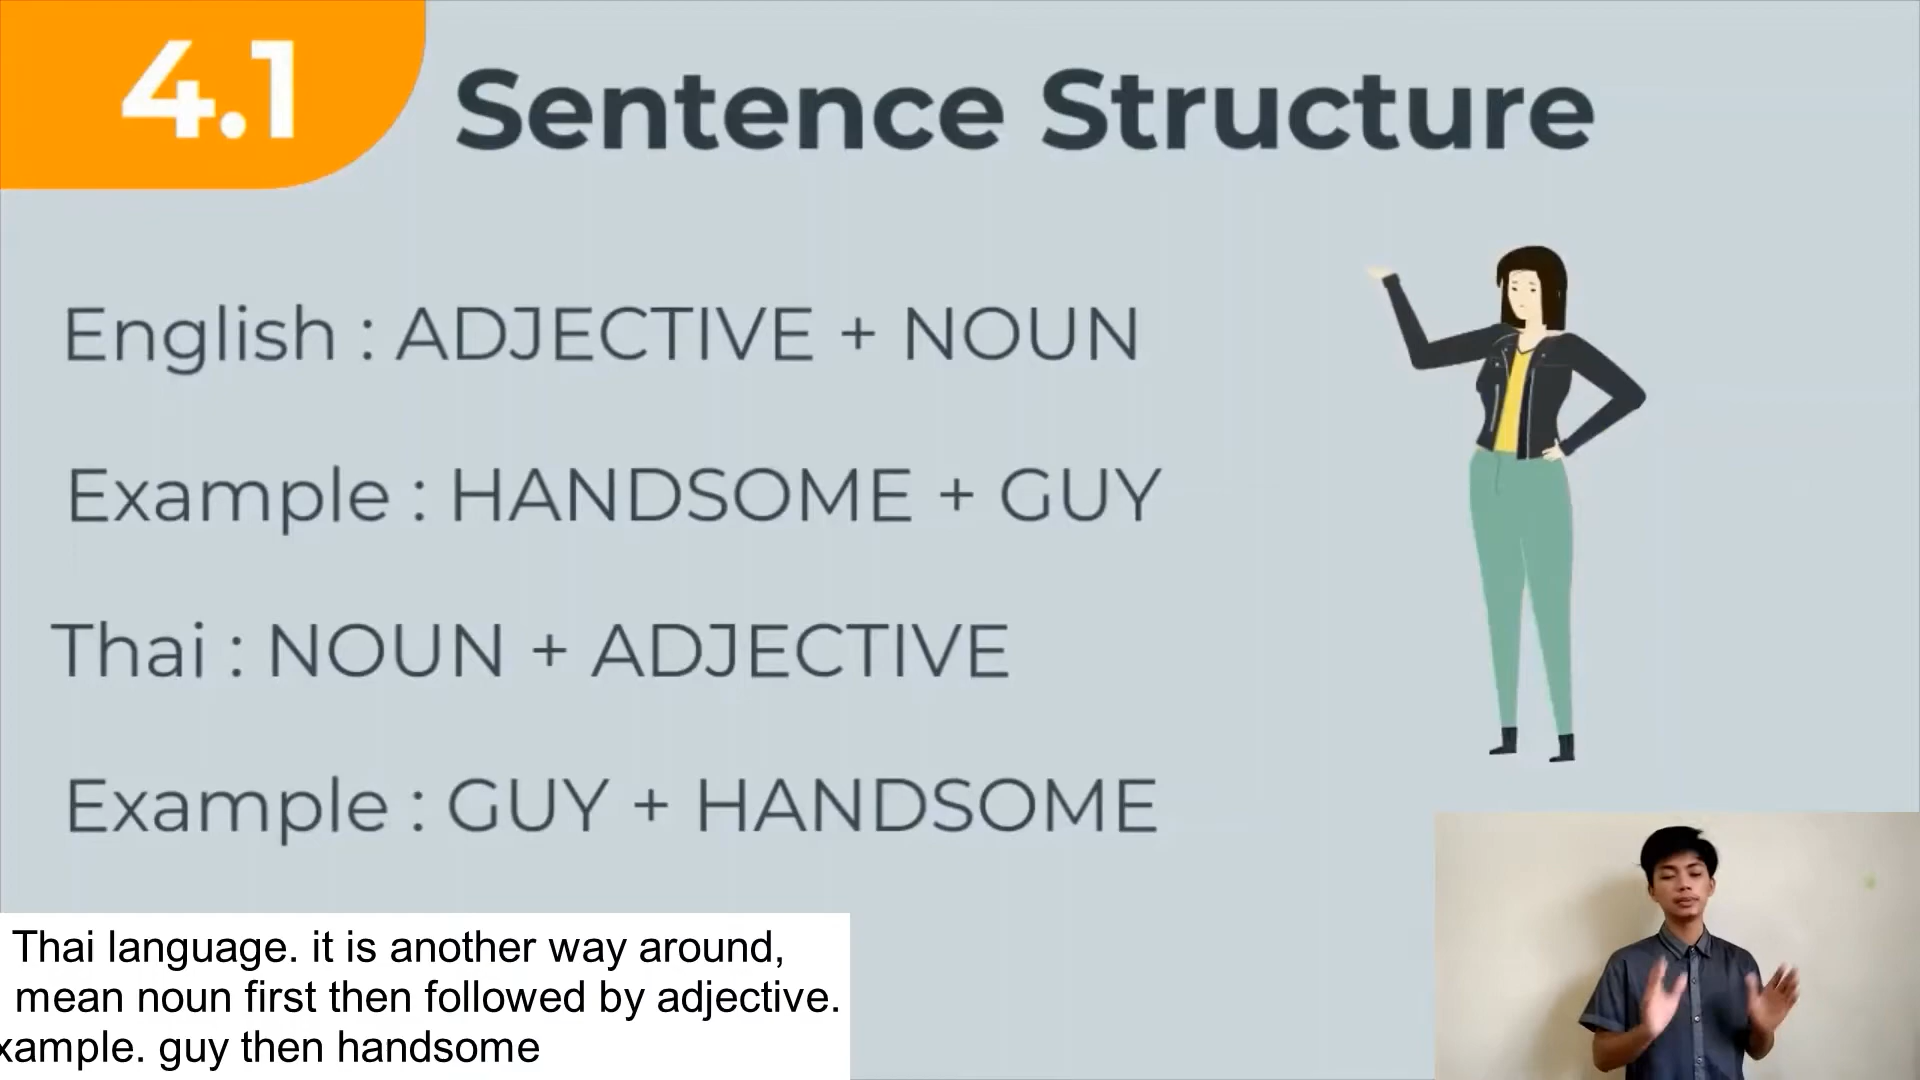 4.1 Sentence Structure
English : ADJECTIVE + NOUN
Example : HANDSOME + GUY
Thai : NOUN + ADJECTIVE
Example : GUY + HANDSOME
Thai language. it is another way around,
mean noun first then followed by adjective.
xample. guy then handsome